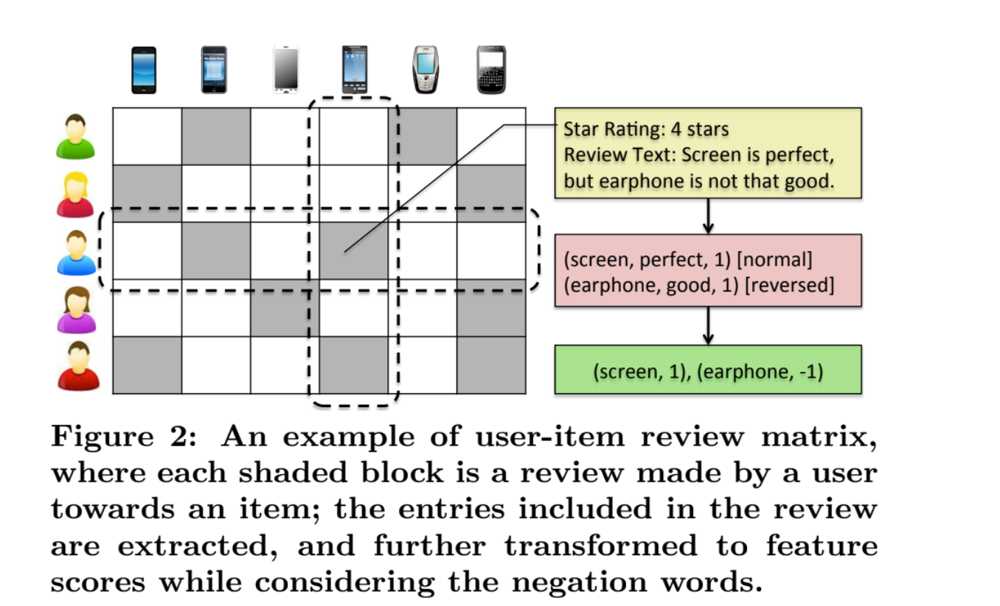 Star Rating: 4 stars
Review Text: Screen is perfect,
but earphone is not that good.
(screen, perfect, 1) [normal]
(earphone, good, 1) [reversed]
(screen, 1), (earphone, -1)
Figure 2: An example of user-item review matrix,
where each shaded block is a review made by a user
towards an item; the entries included in the review
are extracted, and further transformed to feature
scores while considering the negation words.